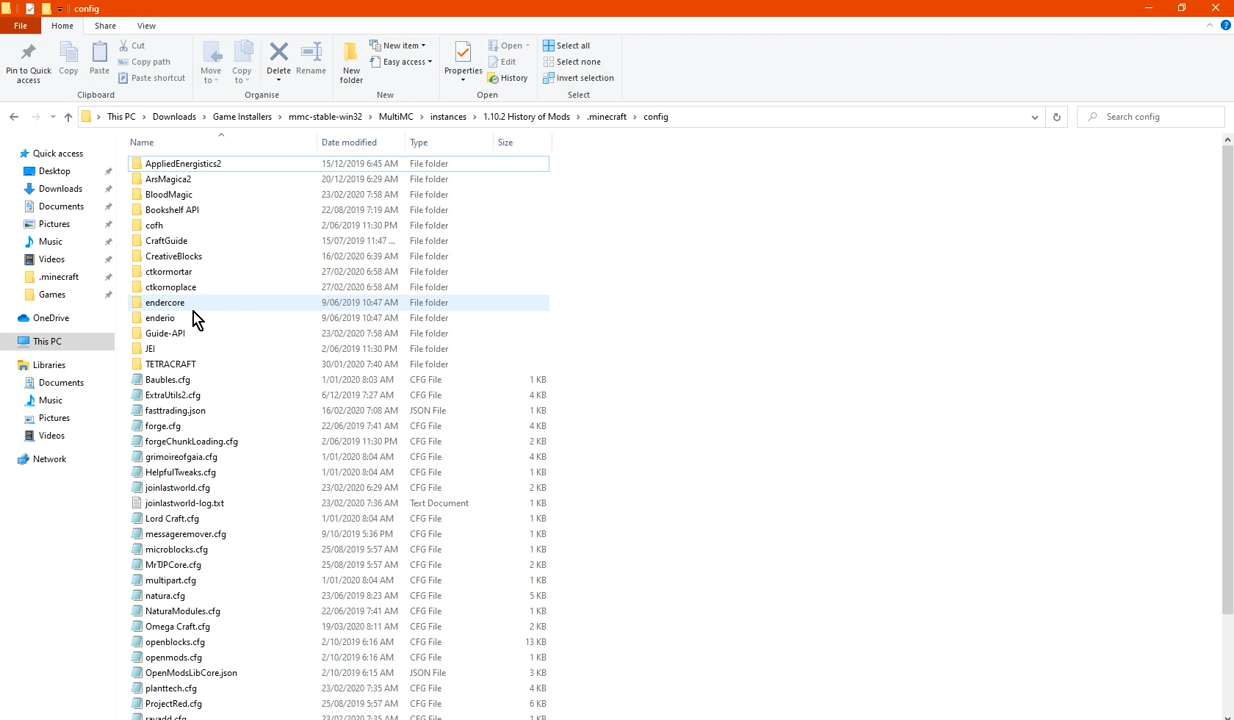 config
File Home Share View
Pin to Quick access
Copy
Paste
Cut
Copy path
Paste shortcut
Clipboard
Move to
Copy to
Delete
Rename
Organise
New folder
New item
Easy access
New
Properties
Open
Edit
History
Open
Select all
Select none
Invert selection
Select
This PC Downloads Game Installers mmc-stable-win32 MultiMC instances 1.10.2 History of Mods .minecraft config
Search config
Quick access
Desktop
Downloads
Documents
Pictures
Music
Videos
.minecraft
Games
OneDrive
This PC
Libraries
Documents
Music
Pictures
Videos
Network
Name Date modified Type Size
AppliedEnergistics2 15/12/2019 6:45 AM File folder
ArsMagica2 20/12/2019 6:29 AM File folder
BloodMagic 23/02/2020 7:58 AM File folder
Bookshelf API 22/08/2019 7:19 AM File folder
cofh 2/06/2019 11:30 PM File folder
CraftGuide 15/07/2019 11:47 ... File folder
CreativeBlocks 16/02/2020 6:39 AM File folder
ctkormortar 27/02/2020 6:58 AM File folder
ctkornoplace 27/02/2020 6:58 AM File folder
endercore 9/06/2019 10:47 AM File folder
enderio 9/06/2019 10:47 AM File folder
Guide-API 23/02/2020 7:58 AM File folder
JEI 2/06/2019 11:30 PM File folder
TETRACRAFT 30/01/2020 7:40 AM File folder
Baubles.cfg 1/01/2020 8:03 AM CFG File 1 KB
ExtraUtils2.cfg 6/12/2019 7:27 AM CFG File 4 KB
fasttrading.json 16/02/2020 7:08 AM JSON File 1 KB
forge.cfg 22/06/2019 7:41 AM CFG File 4 KB
forgeChunkLoading.cfg 2/06/2019 11:30 PM CFG File 2 KB
grimoireofgaia.cfg 1/01/2020 8:04 AM CFG File 4 KB
HelpfulTweaks.cfg 1/01/2020 8:04 AM CFG File 1 KB
joinlastworld.cfg 23/02/2020 6:29 AM CFG File 2 KB
joinlastworld-log.txt 23/02/2020 7:36 AM Text Document 1 KB
Lord Craft.cfg 1/01/2020 8:04 AM CFG File 1 KB
messageremover.cfg 9/10/2019 5:36 PM CFG File 1 KB
microblocks.cfg 25/08/2019 5:57 AM CFG File 1 KB
MrTJPCore.cfg 25/08/2019 5:57 AM CFG File 2 KB
multipart.cfg 1/01/2020 8:04 AM CFG File 1 KB
natura.cfg 23/06/2019 8:23 AM CFG File 5 KB
NaturaModules.cfg 22/06/2019 7:41 AM CFG File 1 KB
Omega Craft.cfg 19/03/2020 8:11 AM CFG File 2 KB
openblocks.cfg 2/10/2019 6:16 AM CFG File 13 KB
openmods.cfg 2/10/2019 6:16 AM CFG File 1 KB
OpenModsLibCore.json 2/10/2019 6:15 AM JSON File 3 KB
planttech.cfg 23/02/2020 7:35 AM CFG File 4 KB
ProjectRed.cfg 25/08/2019 5:57 AM CFG File 6 KB
23/02/2020 7:35 AM CFG File 1 KB